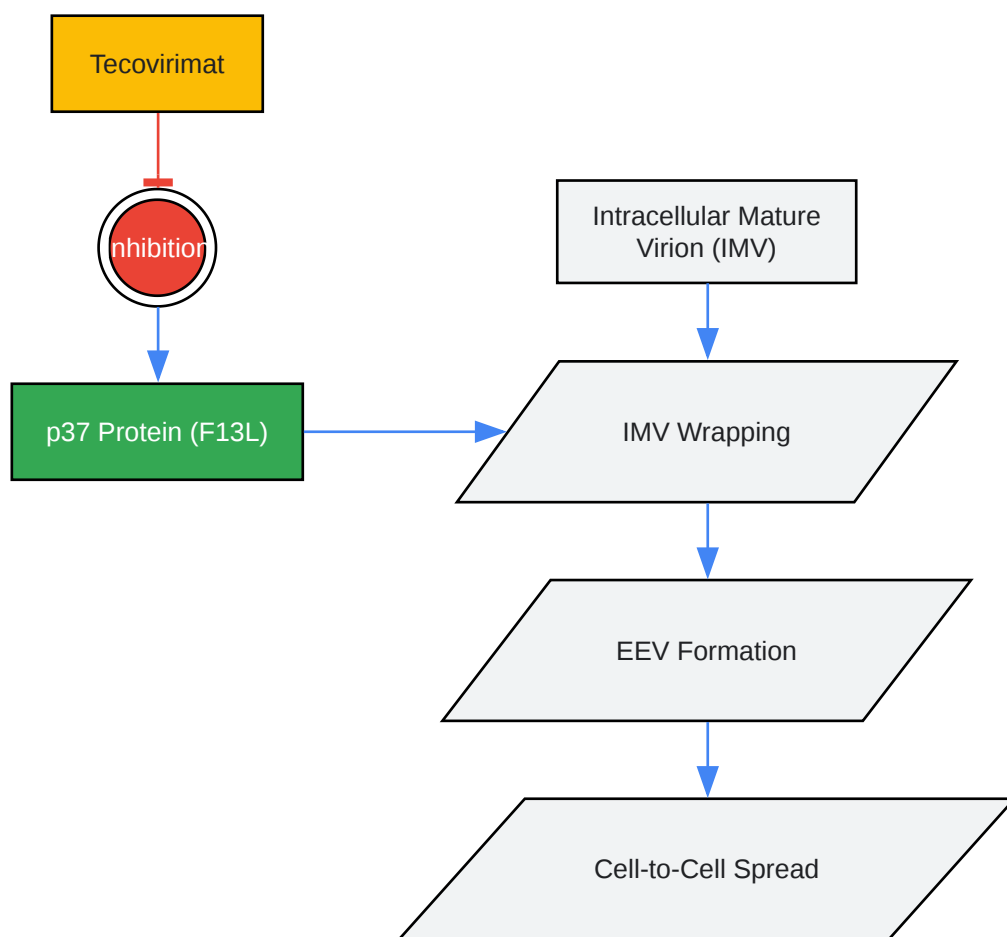 Tecovirimat
nhibition
Intracellular Mature
Virion (IMV)
p37 Protein (F13L)
IMV Wrapping
EEV Formation
Cell-to-Cell Spread